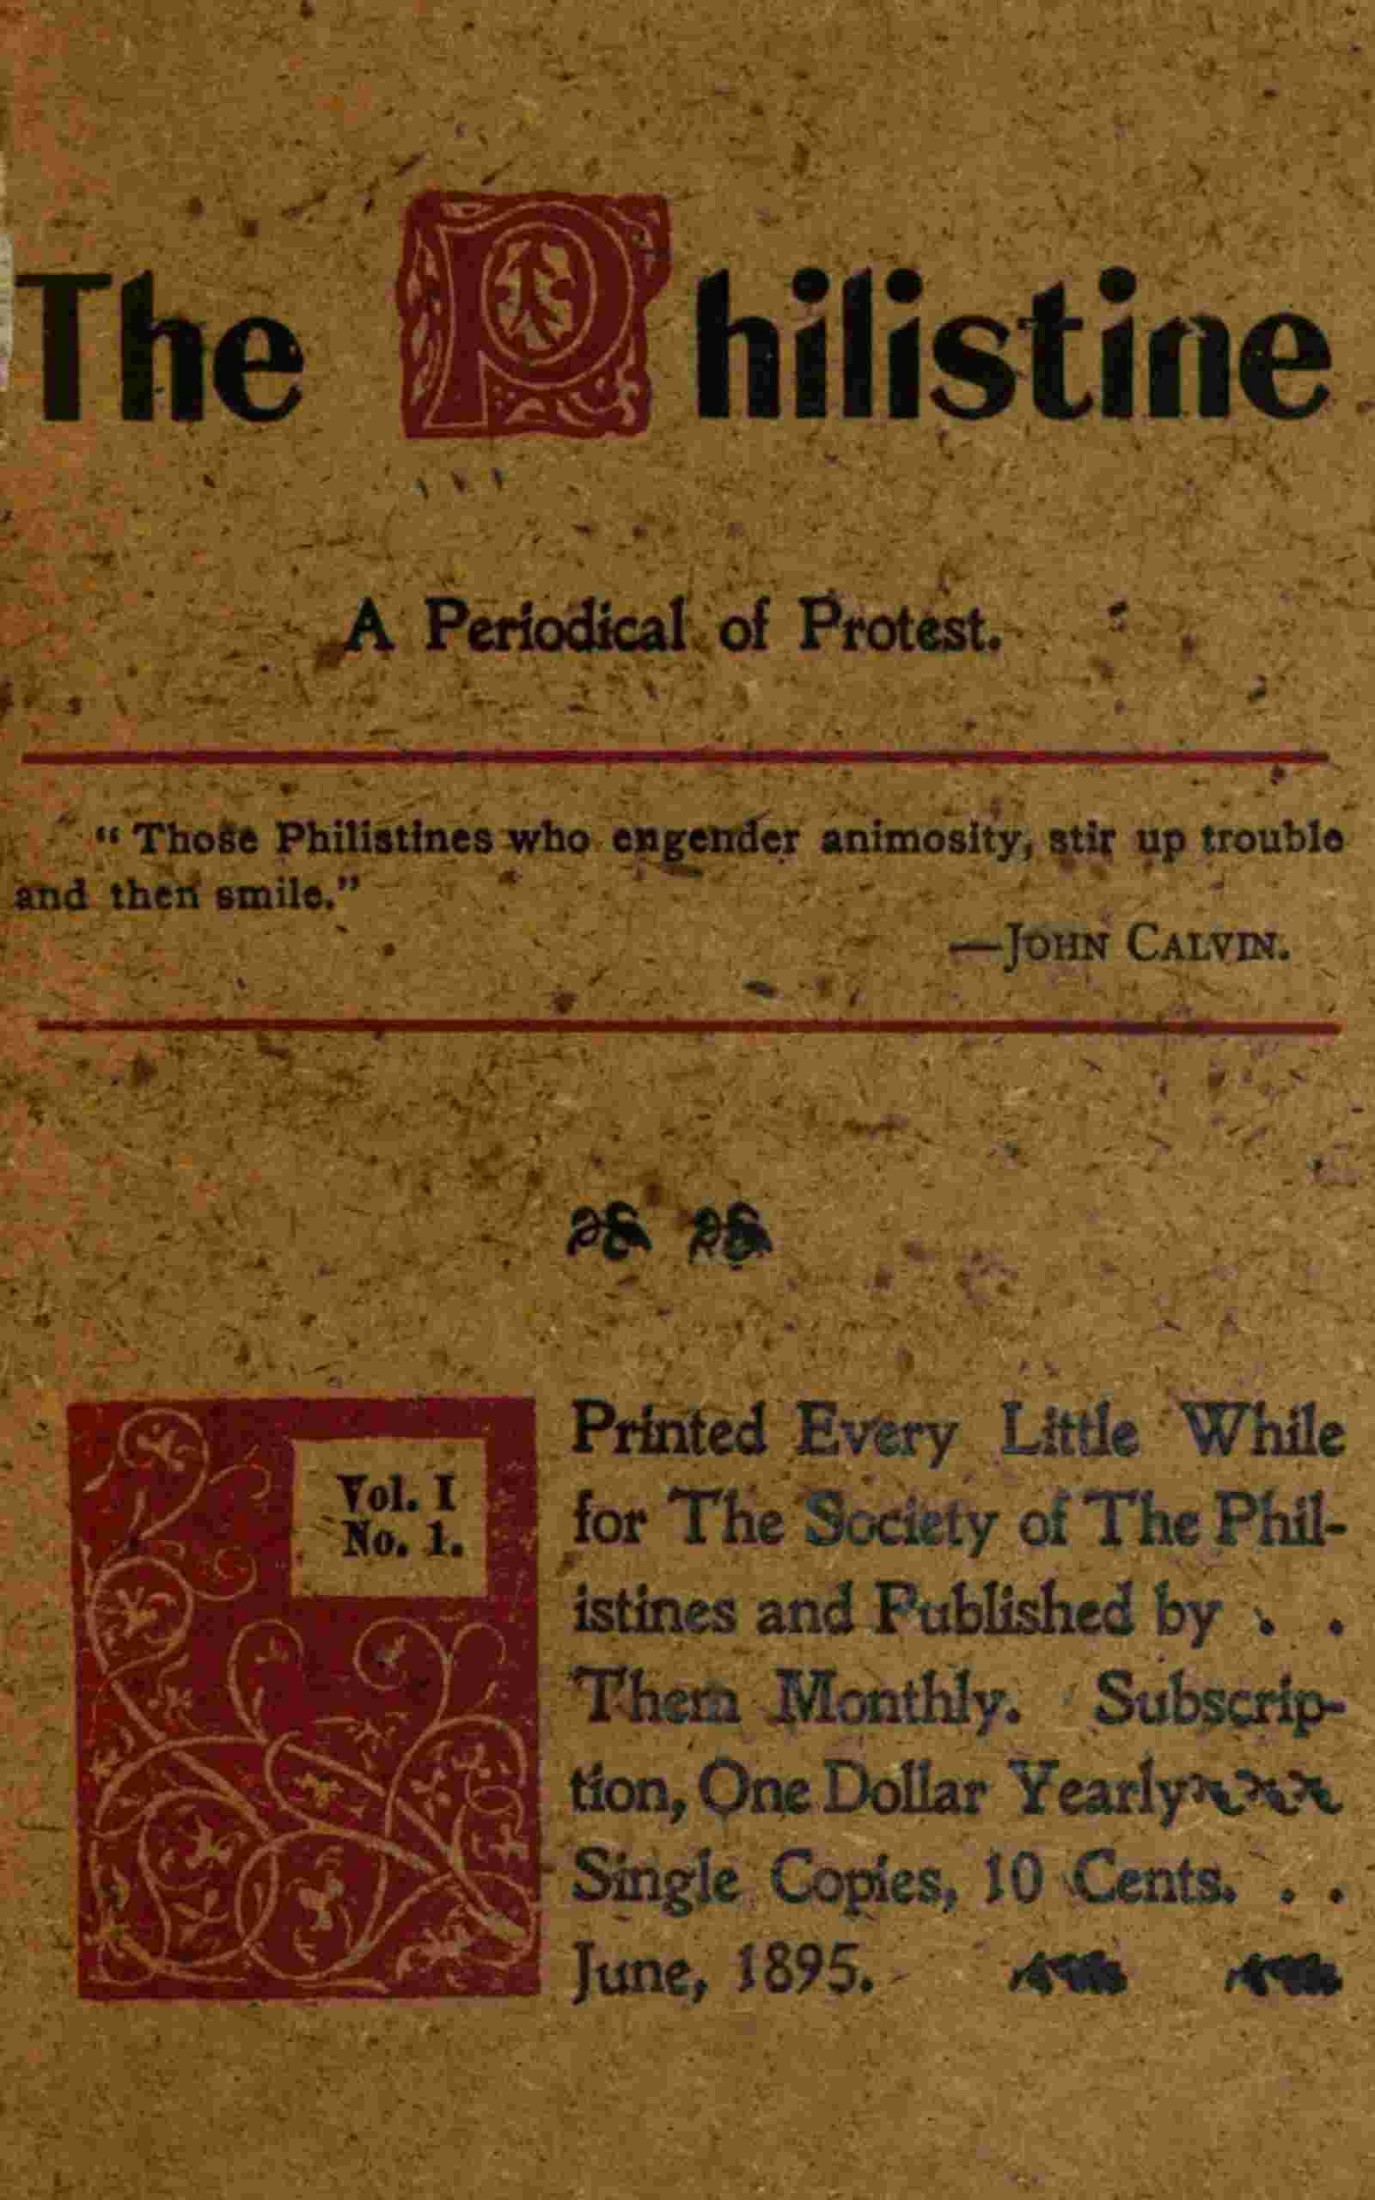 The Philistine
A Periodical of Protest.
“Those Philistines who engender animosity, stir up trouble
and then smile.”
—JOHN CALVIN.
Vol. I
No. 1.
Printed Every Little While
for The Society of The Phil-
istines and Published by . .
Them Monthly. Subscrip-
tion, One Dollar Yearly
Single Copies, 10 Cents. . .
June, 1895.